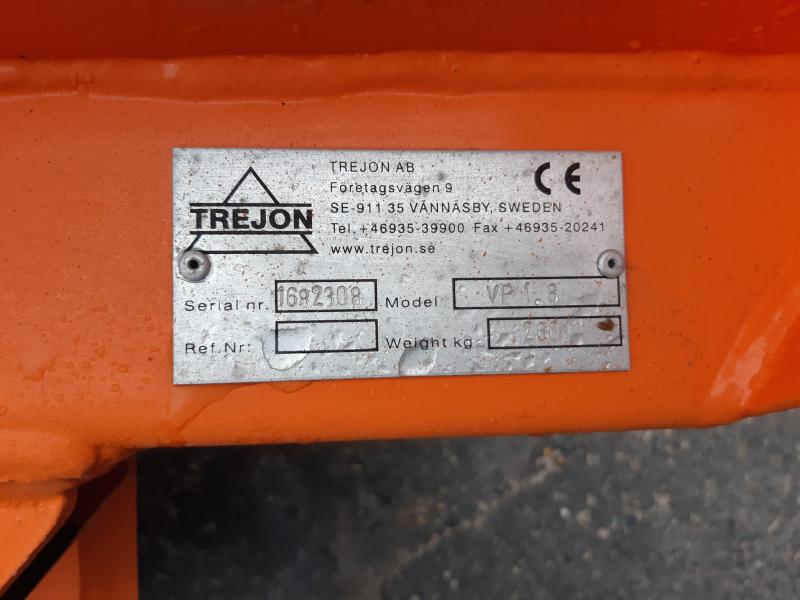 TREJON
TREJON AB
Företagsvägen 9
SE-911 35 VÄNNÄSBY, SWEDEN
Tel. +46935-39900 Fax +46935-20241
www.trejon.se
CE
Serial nr. 1682308 Model VP 1.8
Ref.Nr: Weight kg